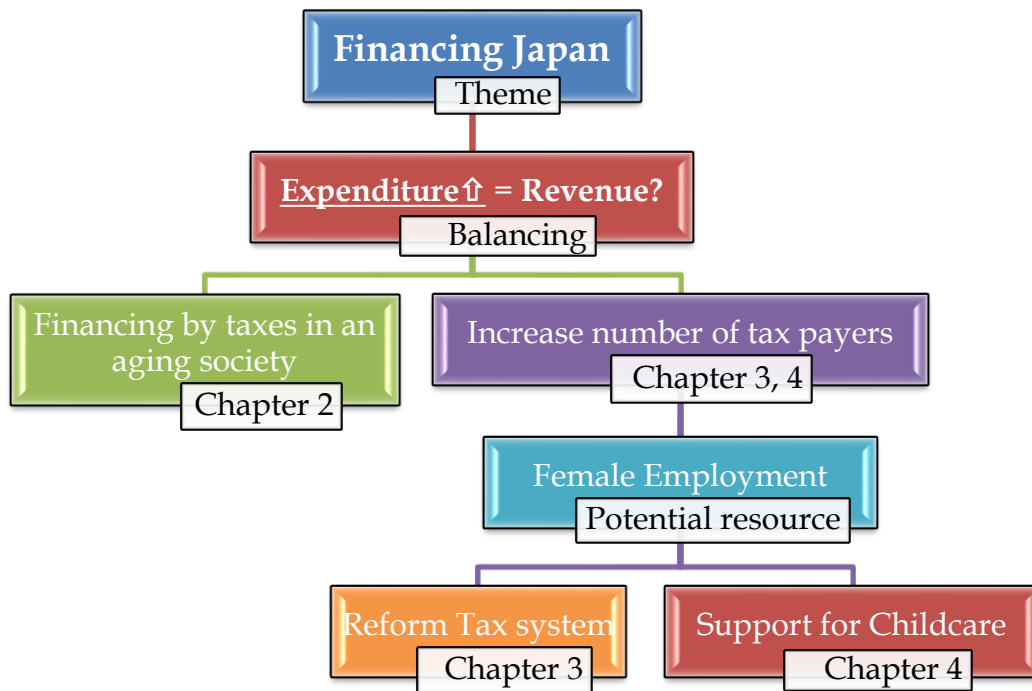 Financing Japan
Theme
Expenditure⇧ = Revenue?
Balancing
Financing by taxes in an
aging society
Chapter 2
Increase number of tax payers
Chapter 3, 4
Female Employment
Potential resource
Reform Tax system
Chapter 3
Support for Childcare
Chapter 4